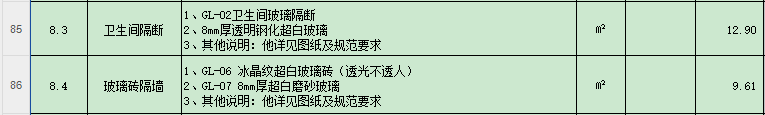 85 8.3 卫生间隔断 1、GL-02卫生间玻璃隔断
2、8mm厚透明钢化超白玻璃
3、其他说明：他详见图纸及规范要求 ㎡ 12.90
86 8.4 玻璃砖隔墙 1、GL-06 冰晶纹超白玻璃砖（透光不透人）
2、GL-07 8mm厚超白磨砂玻璃
3、其他说明：他详见图纸及规范要求 ㎡ 9.61